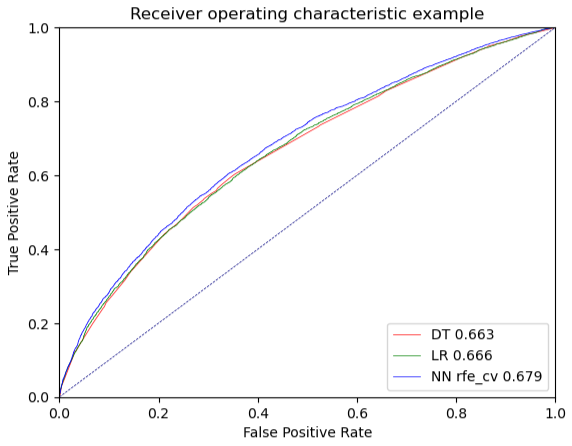 Receiver operating characteristic example
True Positive Rate
1.0
0.8
0.6
0.4
0.2
0.0
DT 0.663
LR 0.666
NN rfe_cv 0.679
0.0 0.2 0.4 0.6 0.8 1.0
False Positive Rate